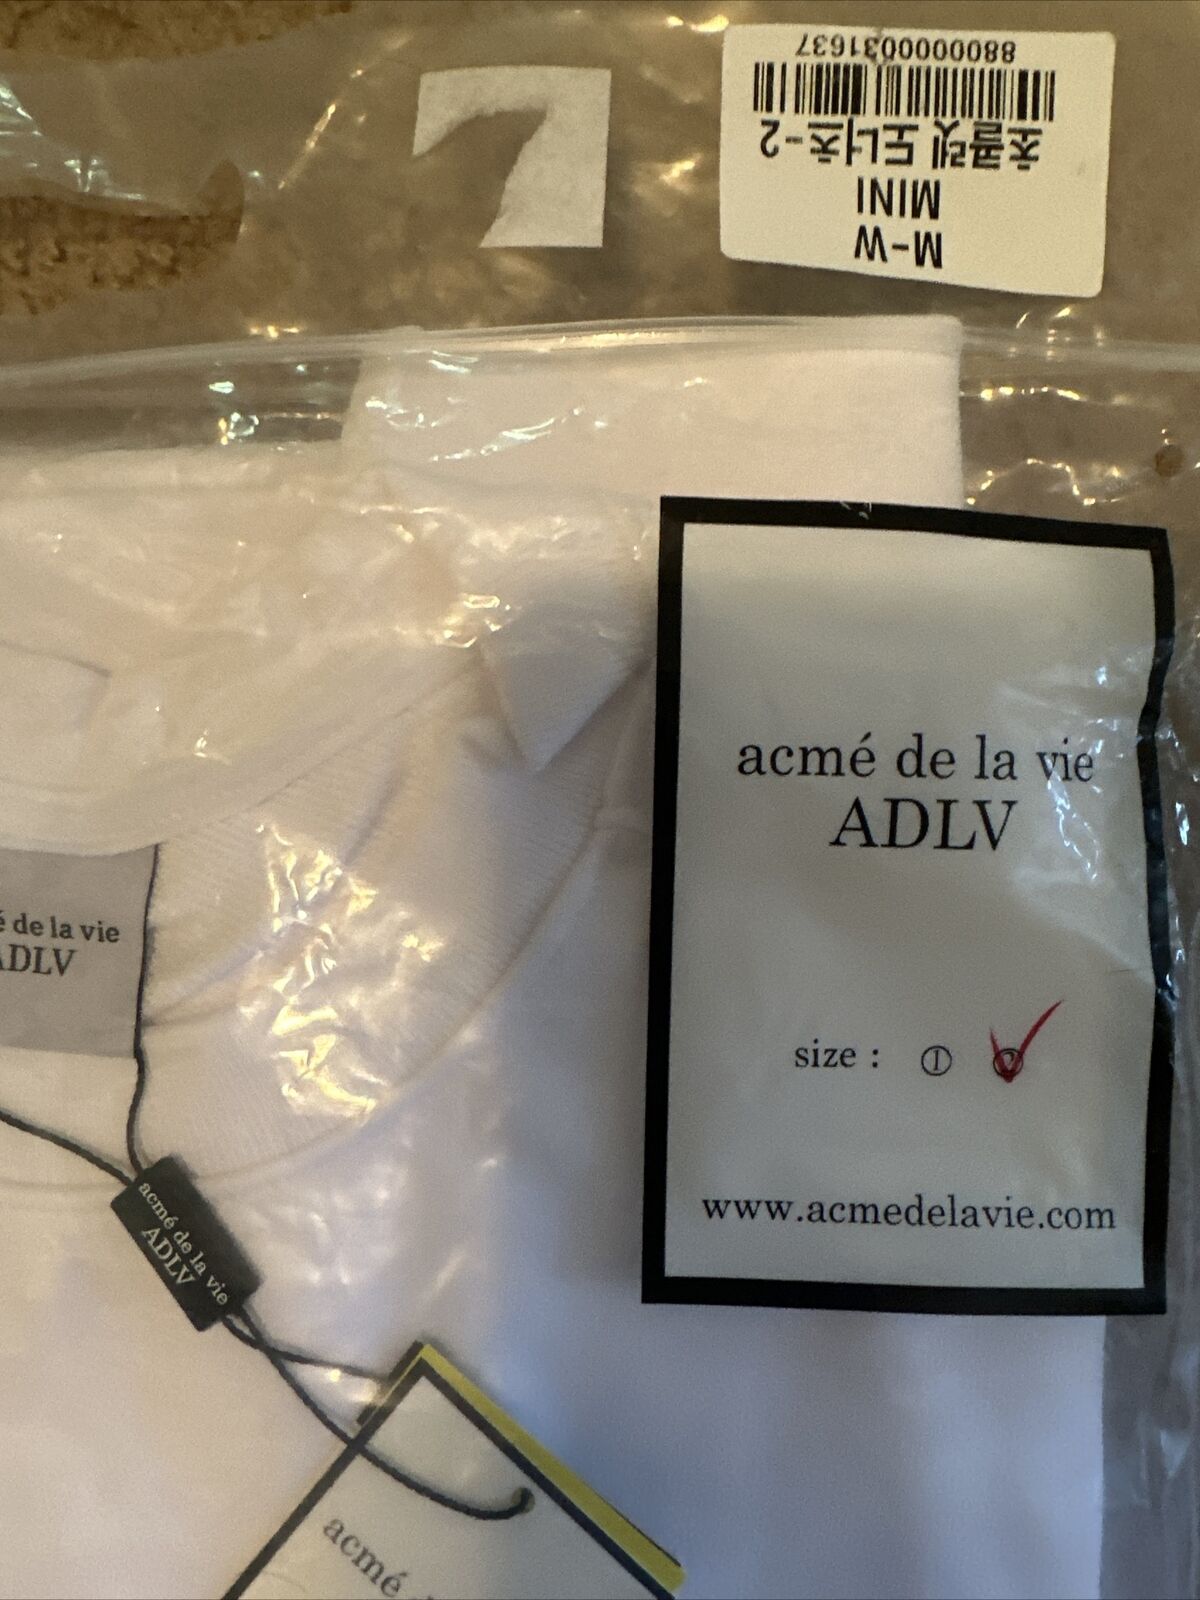 M-W
MINI
초콜렛 도너츠-2
8800000031637
acmé de la vie
ADLV
size : ① ②
www.acmedelavie.com
é de la vie
ADLV
acmé de la vie
ADLV
acmé